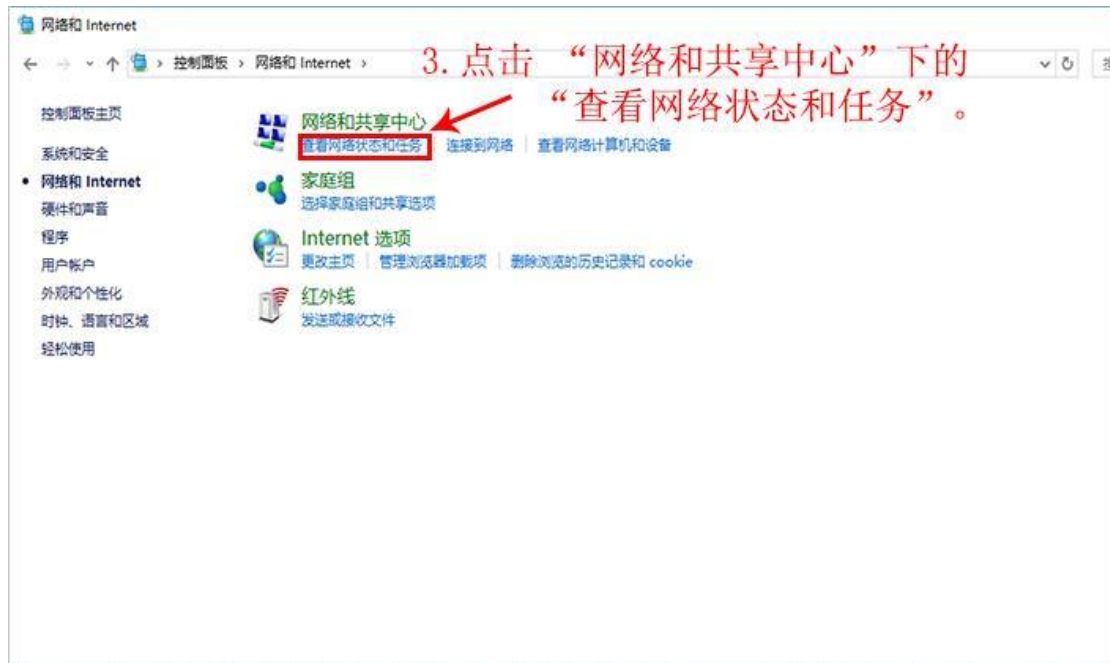 网络和 Internet
控制面板 › 网络和 Internet ›
3.点击 “网络和共享中心”下的
“查看网络状态和任务”。
控制面板主页
系统和安全
网络和 Internet
硬件和声音
程序
用户帐户
外观和个性化
时钟、语言和区域
轻松使用
网络和共享中心
查看网络状态和任务 连接到网络 查看网络计算机和设备
家庭组
选择家庭组和共享选项
Internet 选项
更改主页 管理浏览器加载项 删除浏览的历史记录和 cookie
红外线
发送或接收文件